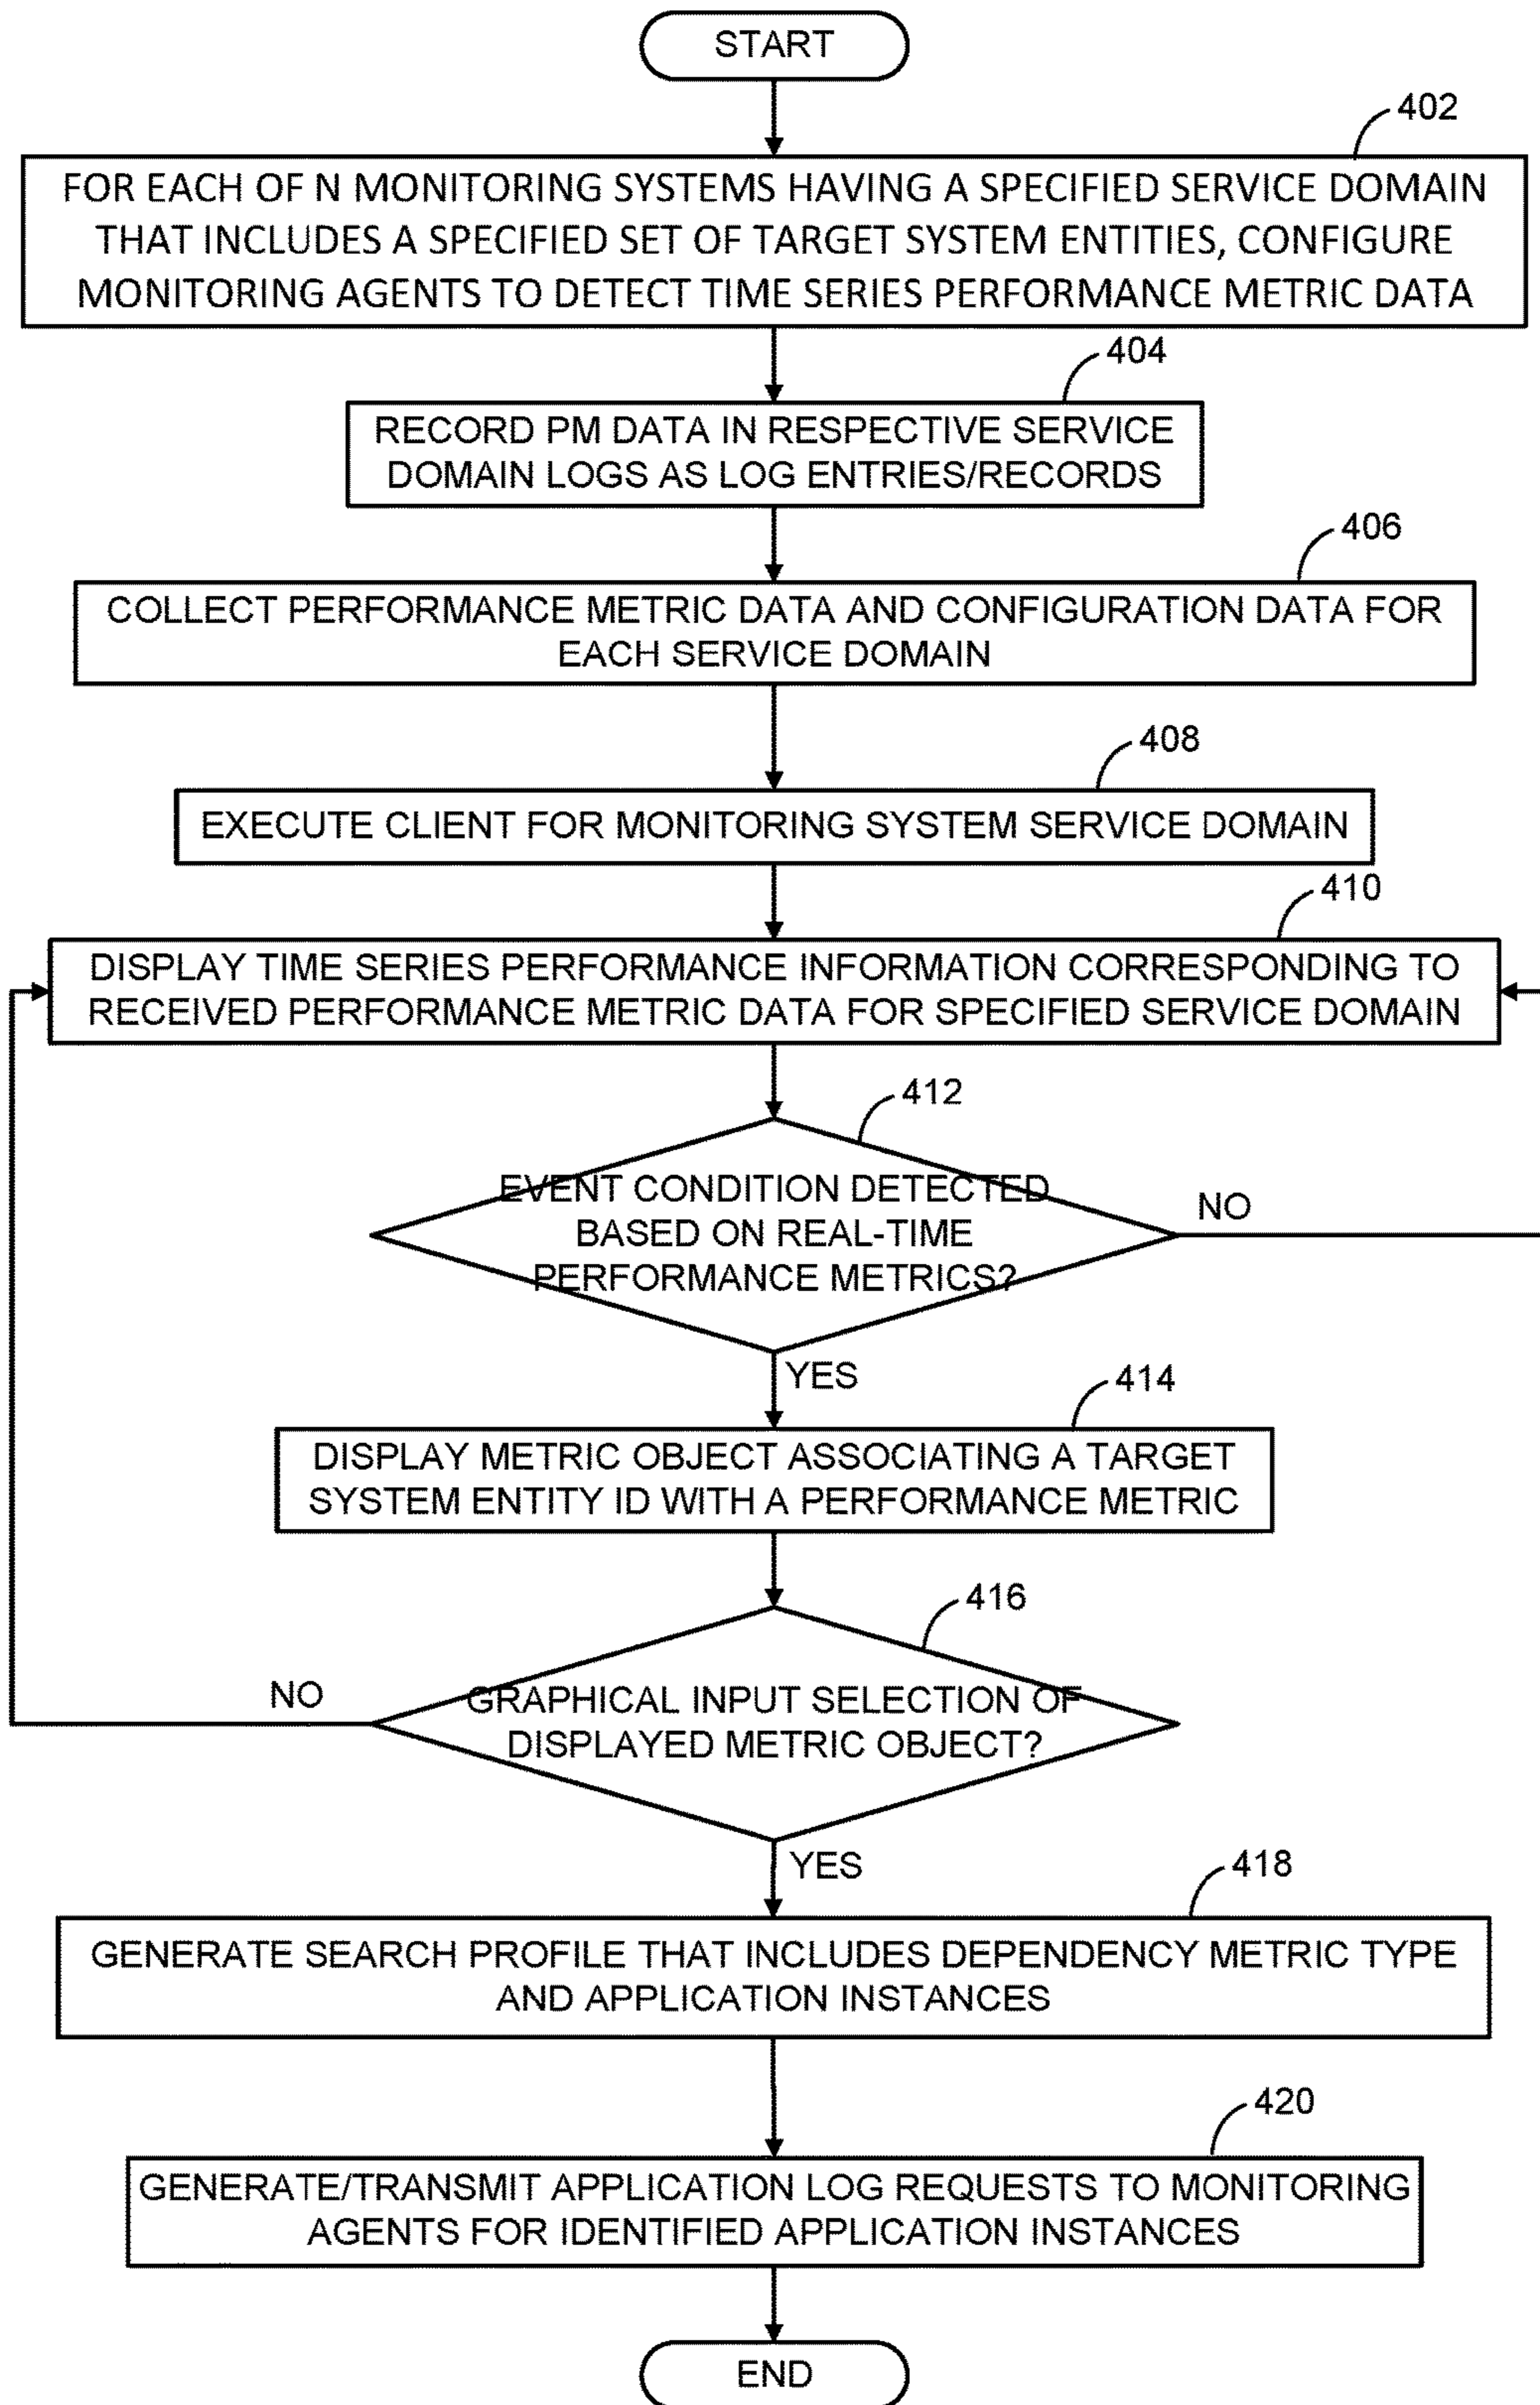 START
402
FOR EACH OF N MONITORING SYSTEMS HAVING A SPECIFIED SERVICE DOMAIN
THAT INCLUDES A SPECIFIED SET OF TARGET SYSTEM ENTITIES, CONFIGURE
MONITORING AGENTS TO DETECT TIME SERIES PERFORMANCE METRIC DATA
404
RECORD PM DATA IN RESPECTIVE SERVICE
DOMAIN LOGS AS LOG ENTRIES/RECORDS
406
COLLECT PERFORMANCE METRIC DATA AND CONFIGURATION DATA FOR
EACH SERVICE DOMAIN
408
EXECUTE CLIENT FOR MONITORING SYSTEM SERVICE DOMAIN
410
DISPLAY TIME SERIES PERFORMANCE INFORMATION CORRESPONDING TO
RECEIVED PERFORMANCE METRIC DATA FOR SPECIFIED SERVICE DOMAIN
412
EVENT CONDITION DETECTED
BASED ON REAL-TIME
PERFORMANCE METRICS?
NO
YES
414
DISPLAY METRIC OBJECT ASSOCIATING A TARGET
SYSTEM ENTITY ID WITH A PERFORMANCE METRIC
416
GRAPHICAL INPUT SELECTION OF
DISPLAYED METRIC OBJECT?
NO
YES
418
GENERATE SEARCH PROFILE THAT INCLUDES DEPENDENCY METRIC TYPE
AND APPLICATION INSTANCES
420
GENERATE/TRANSMIT APPLICATION LOG REQUESTS TO MONITORING
AGENTS FOR IDENTIFIED APPLICATION INSTANCES
END